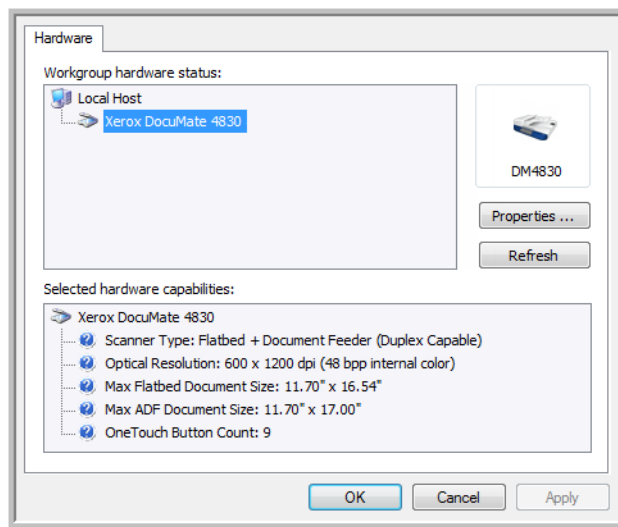 Hardware
Workgroup hardware status:
Local Host
Xerox DocuMate 4830
DM4830
Properties ...
Refresh
Selected hardware capabilities:
Xerox DocuMate 4830
Scanner Type: Flatbed + Document Feeder (Duplex Capable)
Optical Resolution: 600 x 1200 dpi (48 bpp internal color)
Max Flatbed Document Size: 11.70" x 16.54"
Max ADF Document Size: 11.70" x 17.00"
OneTouch Button Count: 9
OK Cancel Apply